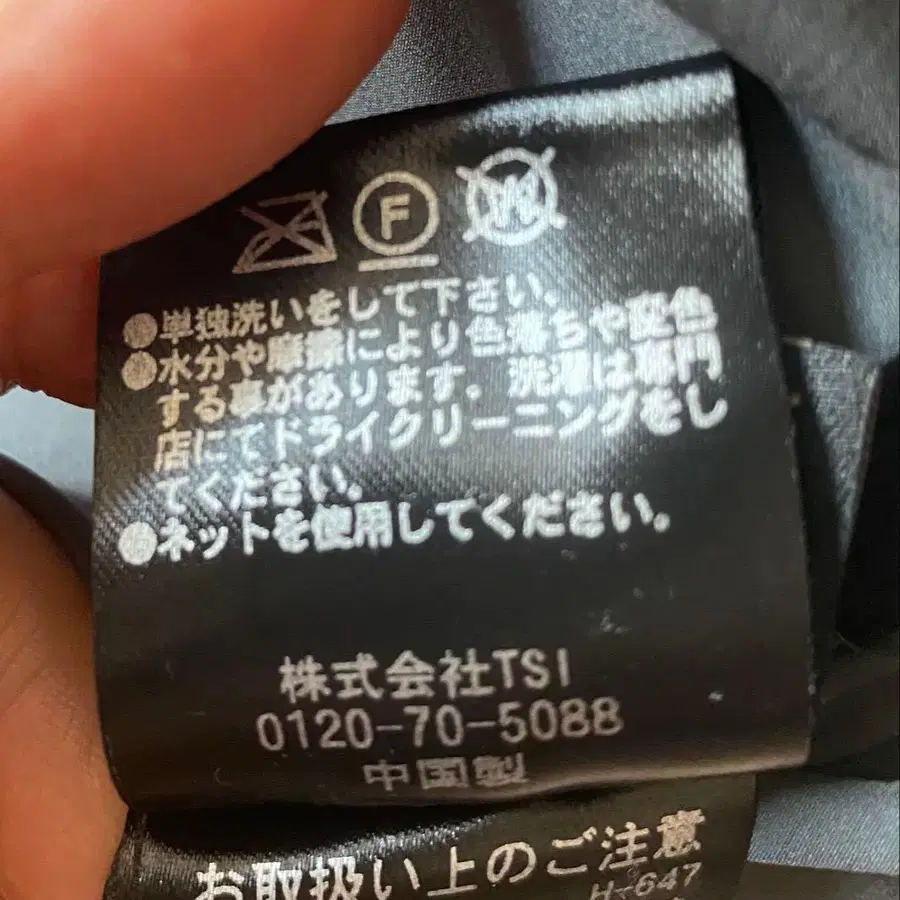 F W
●単独洗いをして下さい.
●水分や摩擦により色落ちや変色
する事があります. 洗濯は専門
店にてドライクリーニングをし
てください.
●ネットを使用してください.
株式会社TSI
0120-70-5088
中国製
お取扱い上のご注意
H-647